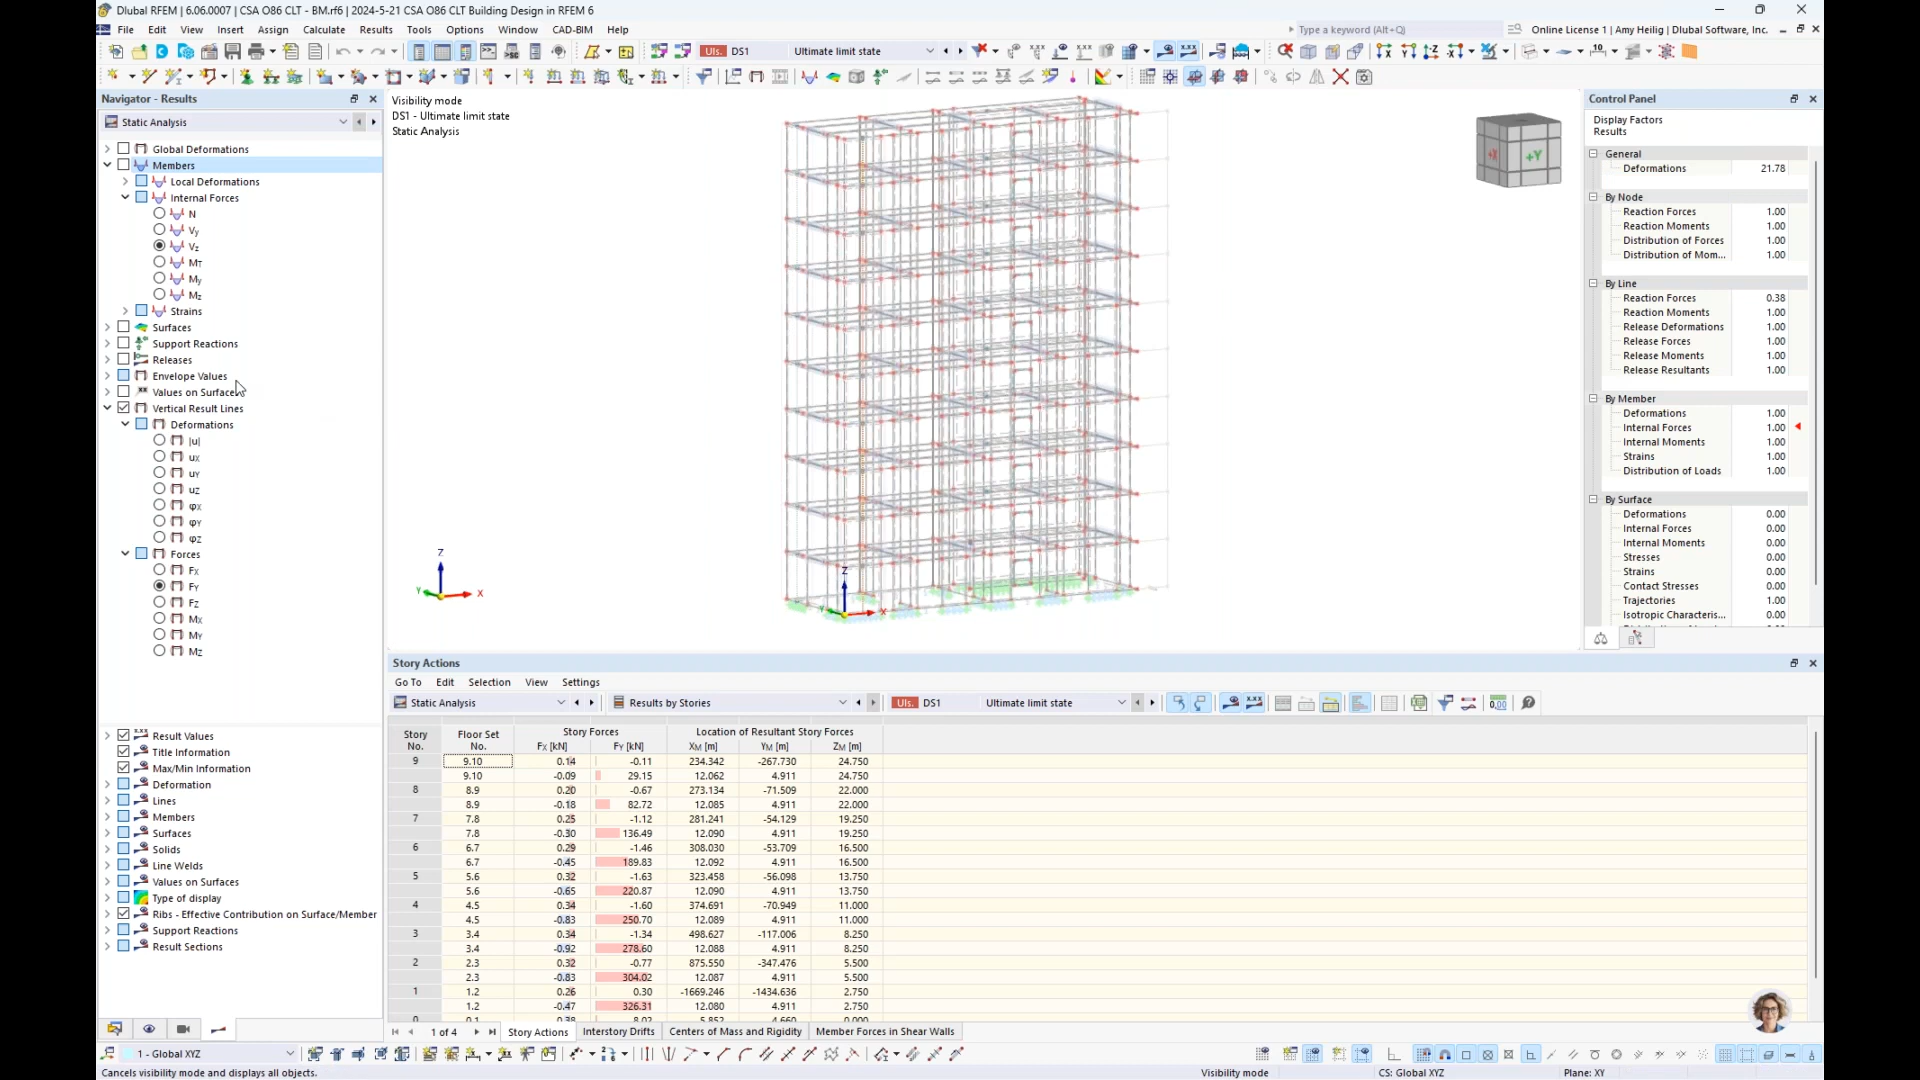 Dlubal RFEM | 6.06.0007 | CSA O86 CLT - BM.rf6 | 2024-5-21 CSA O86 CLT Building Design in RFEM 6
File Edit View Insert Assign Calculate Results Tools Options Window CAD-BIM Help
Type a keyword (Alt+Q)
Online License 1 | Amy Heilig | Dlubal Software, Inc.
Uls. DS1 Ultimate limit state
Navigator - Results
Static Analysis
Global Deformations
Members
Local Deformations
Internal Forces
N
Vy
Vz
MT
My
Mz
Strains
Surfaces
Support Reactions
Releases
Envelope Values
Values on Surfaces
Vertical Result Lines
Deformations
|u|
uX
uY
uZ
φX
φY
φZ
Forces
FX
FY
FZ
MX
MY
MZ
Result Values
Title Information
Max/Min Information
Deformation
Lines
Members
Surfaces
Solids
Line Welds
Values on Surfaces
Type of display
Ribs - Effective Contribution on Surface/Member
Support Reactions
Result Sections
Visibility mode
DS1 - Ultimate limit state
Static Analysis
+X +Y
Z
Y X
Z
Y X
Control Panel
Display Factors
Results
General
Deformations 21.78
By Node
Reaction Forces 1.00
Reaction Moments 1.00
Distribution of Forces 1.00
Distribution of Mom... 1.00
By Line
Reaction Forces 0.38
Reaction Moments 1.00
Release Deformations 1.00
Release Forces 1.00
Release Moments 1.00
Release Resultants 1.00
By Member
Deformations 1.00
Internal Forces 1.00
Internal Moments 1.00
Strains 1.00
Distribution of Loads 1.00
By Surface
Deformations 0.00
Internal Forces 0.00
Internal Moments 0.00
Stresses 0.00
Strains 0.00
Contact Stresses 0.00
Trajectories 1.00
Isotropic Characteris... 0.00
Story Actions
Go To Edit Selection View Settings
Static Analysis Results by Stories Uls. DS1 Ultimate limit state
Story Floor Set Story Forces Location of Resultant Story Forces
No. No. FX [kN] FY [kN] XM [m] YM [m] ZM [m]
9 9.10 0.14 -0.11 234.342 -267.730 24.750
9.10 -0.09 29.15 12.062 4.911 24.750
8 8.9 0.20 -0.67 273.134 -71.509 22.000
8.9 -0.18 82.72 12.085 4.911 22.000
7 7.8 0.25 -1.12 281.241 -54.129 19.250
7.8 -0.30 136.49 12.090 4.911 19.250
6 6.7 0.29 -1.46 308.030 -53.709 16.500
6.7 -0.45 189.83 12.092 4.911 16.500
5 5.6 0.32 -1.63 323.458 -56.098 13.750
5.6 -0.65 220.87 12.090 4.911 13.750
4 4.5 0.34 -1.60 374.691 -70.949 11.000
4.5 -0.83 250.70 12.089 4.911 11.000
3 3.4 0.34 -1.34 498.627 -117.006 8.250
3.4 -0.92 278.60 12.088 4.911 8.250
2 2.3 0.32 -0.77 875.550 -347.476 5.500
2.3 -0.83 304.02 12.087 4.911 5.500
1 1.2 0.26 0.30 -1669.246 -1434.636 2.750
1.2 -0.47 326.31 12.080 4.911 2.750
0 0.1 0.38 8.02 5.852 4.660 0.000
1 of 4 Story Actions Interstory Drifts Centers of Mass and Rigidity Member Forces in Shear Walls
1 - Global XYZ
Cancels visibility mode and displays all objects.
Visibility mode CS: Global XYZ Plane: XY